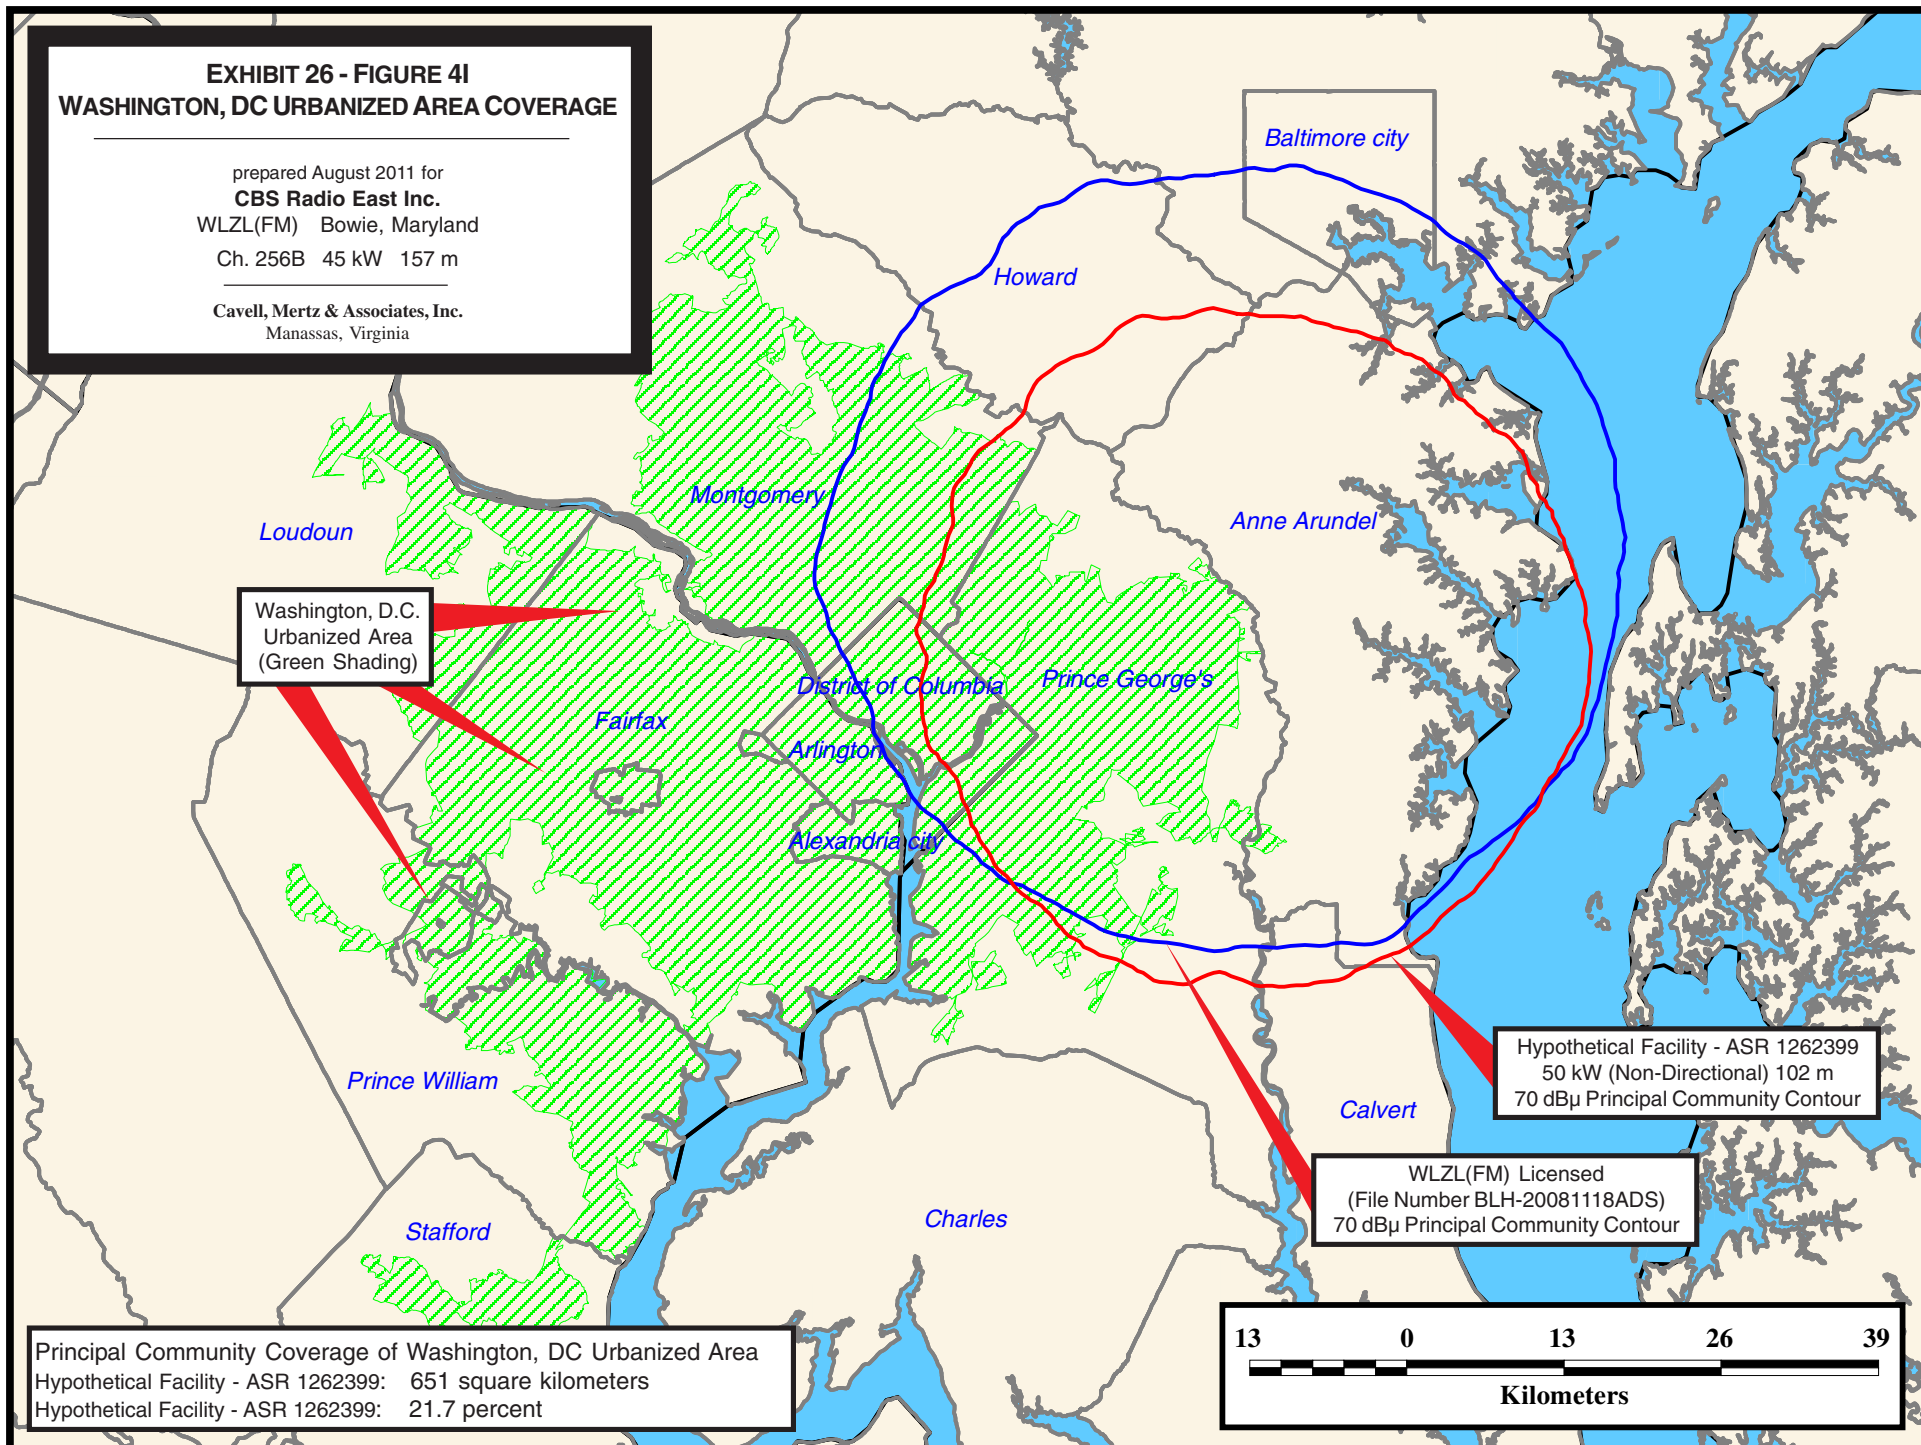 EXHIBIT 26 - FIGURE 4I
WASHINGTON, DC URBANIZED AREA COVERAGE
prepared August 2011 for
CBS Radio East Inc.
WLZL(FM) Bowie, Maryland
Ch. 256B 45 kW 157 m
Cavell, Mertz & Associates, Inc.
Manassas, Virginia
Baltimore city
Howard
Montgomery
Loudoun
Anne Arundel
Washington, D.C.
Urbanized Area
(Green Shading)
District of Columbia
Prince George's
Fairfax
Arlington
Alexandria city
Hypothetical Facility - ASR 1262399
50 kW (Non-Directional) 102 m
70 dBµ Principal Community Contour
Prince William
Calvert
WLZL(FM) Licensed
(File Number BLH-20081118ADS)
70 dBµ Principal Community Contour
Charles
Stafford
Principal Community Coverage of Washington, DC Urbanized Area
Hypothetical Facility - ASR 1262399: 651 square kilometers
Hypothetical Facility - ASR 1262399: 21.7 percent
13 0 13 26 39
Kilometers